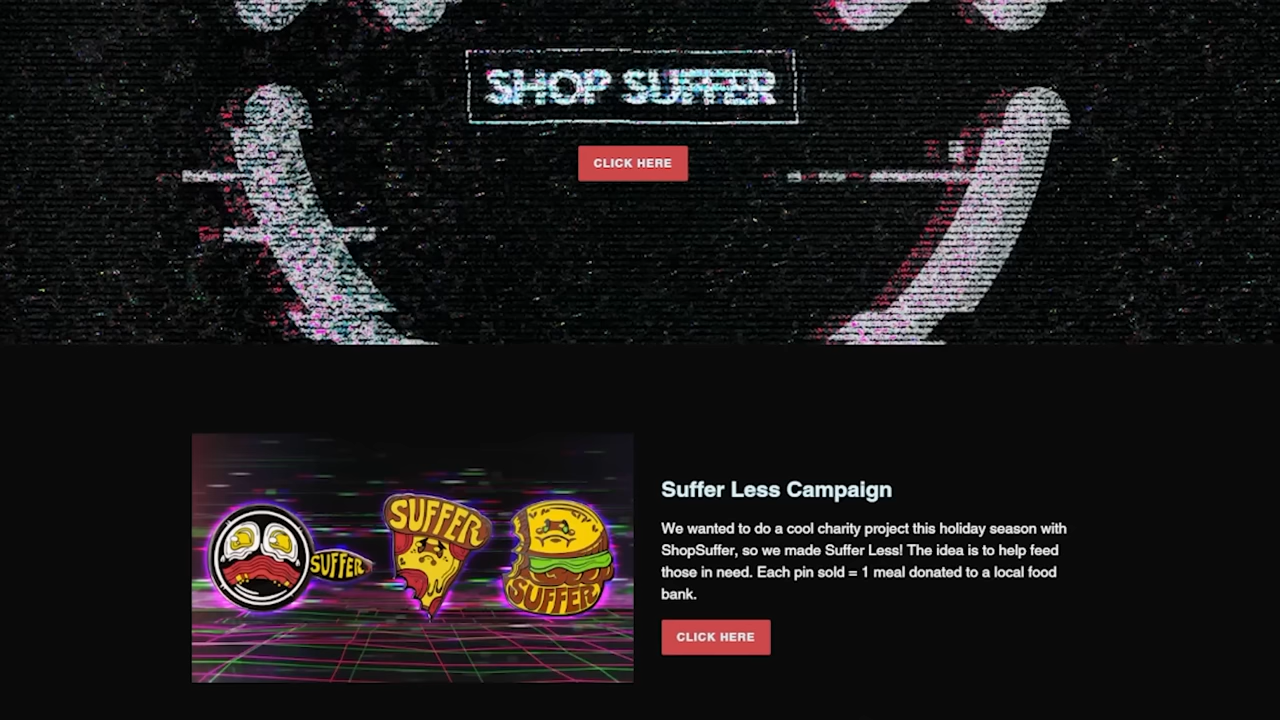 SHOP SUFFER
CLICK HERE
SUFFER
SUFFER
SUFFER
Suffer Less Campaign
We wanted to do a cool charity project this holiday season with
ShopSuffer, so we made Suffer Less! The idea is to help feed
those in need. Each pin sold = 1 meal donated to a local food
bank.
CLICK HERE